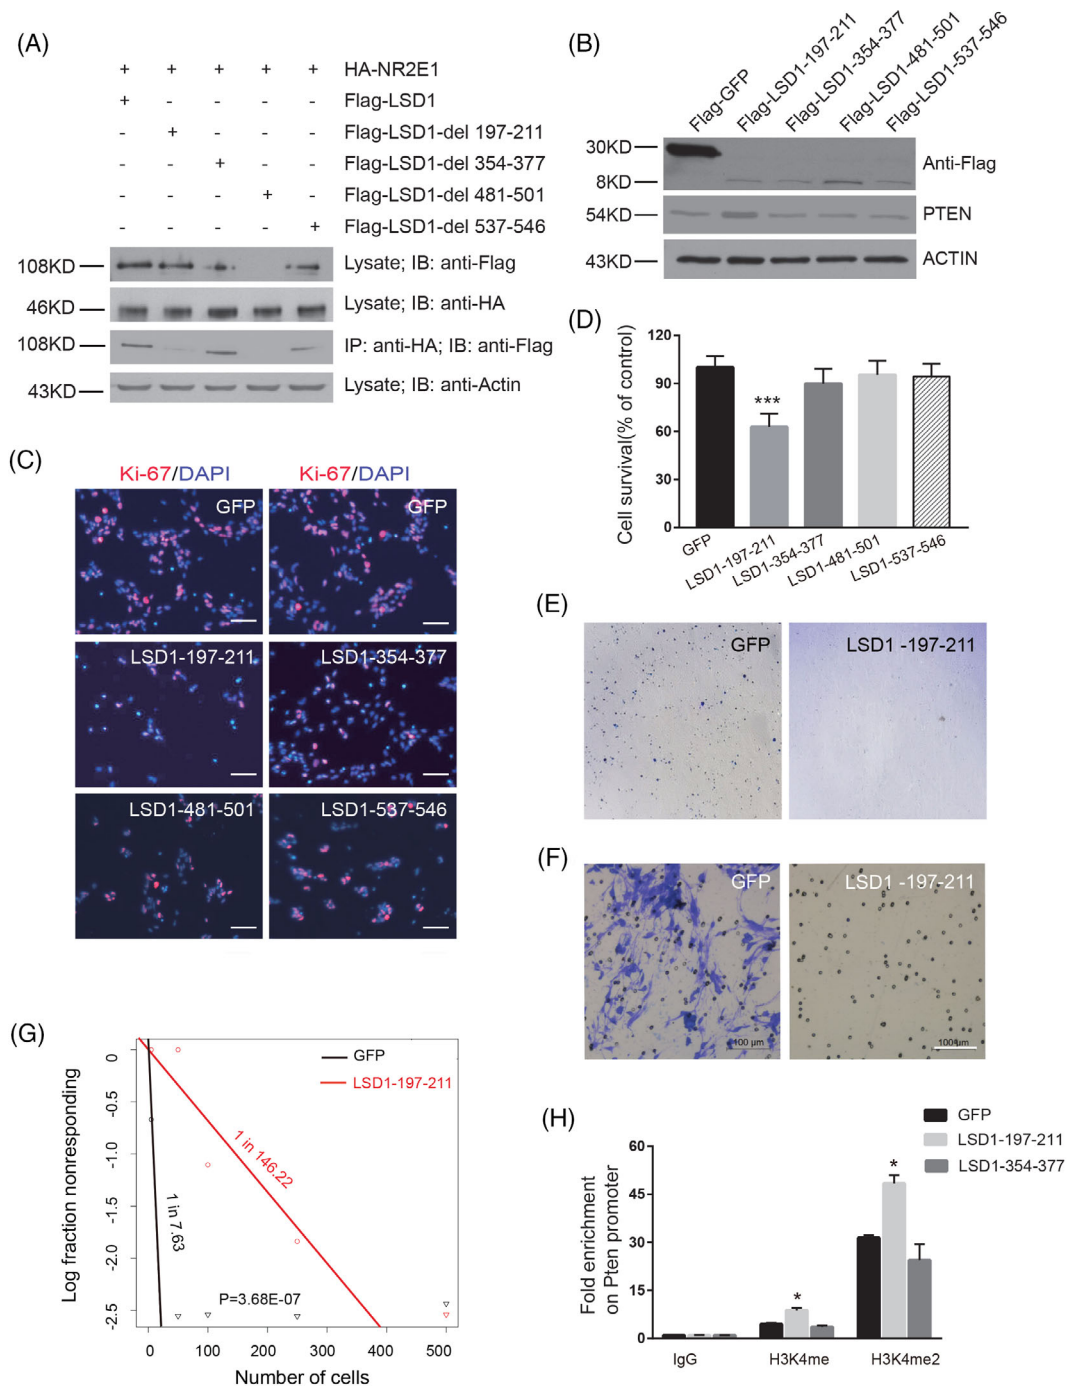 (A)
+ + + + + HA-NR2E1
+ - - - - Flag-LSD1
- + - - - Flag-LSD1-del 197-211
- - + - - Flag-LSD1-del 354-377
- - - + - Flag-LSD1-del 481-501
- - - - + Flag-LSD1-del 537-546
108KD Lysate; IB: anti-Flag
46KD Lysate; IB: anti-HA
108KD IP: anti-HA; IB: anti-Flag
43KD Lysate; IB: anti-Actin
(B)
Flag-GFP
Flag-LSD1-197-211
Flag-LSD1-354-377
Flag-LSD1-481-501
Flag-LSD1-537-546
30KD
Anti-Flag
8KD
54KD PTEN
43KD ACTIN
(C)
Ki-67/DAPI Ki-67/DAPI
GFP GFP
LSD1-197-211 LSD1-354-377
LSD1-481-501 LSD1-537-546
(D)
Cell survival(% of control)
120
90
60
30
0
***
GFP
LSD1-197-211
LSD1-354-377
LSD1-481-501
LSD1-537-546
(E)
GFP LSD1 -197-211
(F)
GFP LSD1 -197-211
100 µm 100 µm
(G)
Log fraction nonresponding
0
-0.5
-1.0
-1.5
-2.0
-2.5
GFP
LSD1-197-211
1 in 7.63
1 in 146.22
P=3.68E-07
0 100 200 300 400 500
Number of cells
(H)
GFP
LSD1-197-211
LSD1-354-377
Fold enrichment
on Pten promoter
60
45
30
15
0
* *
IgG H3K4me H3K4me2